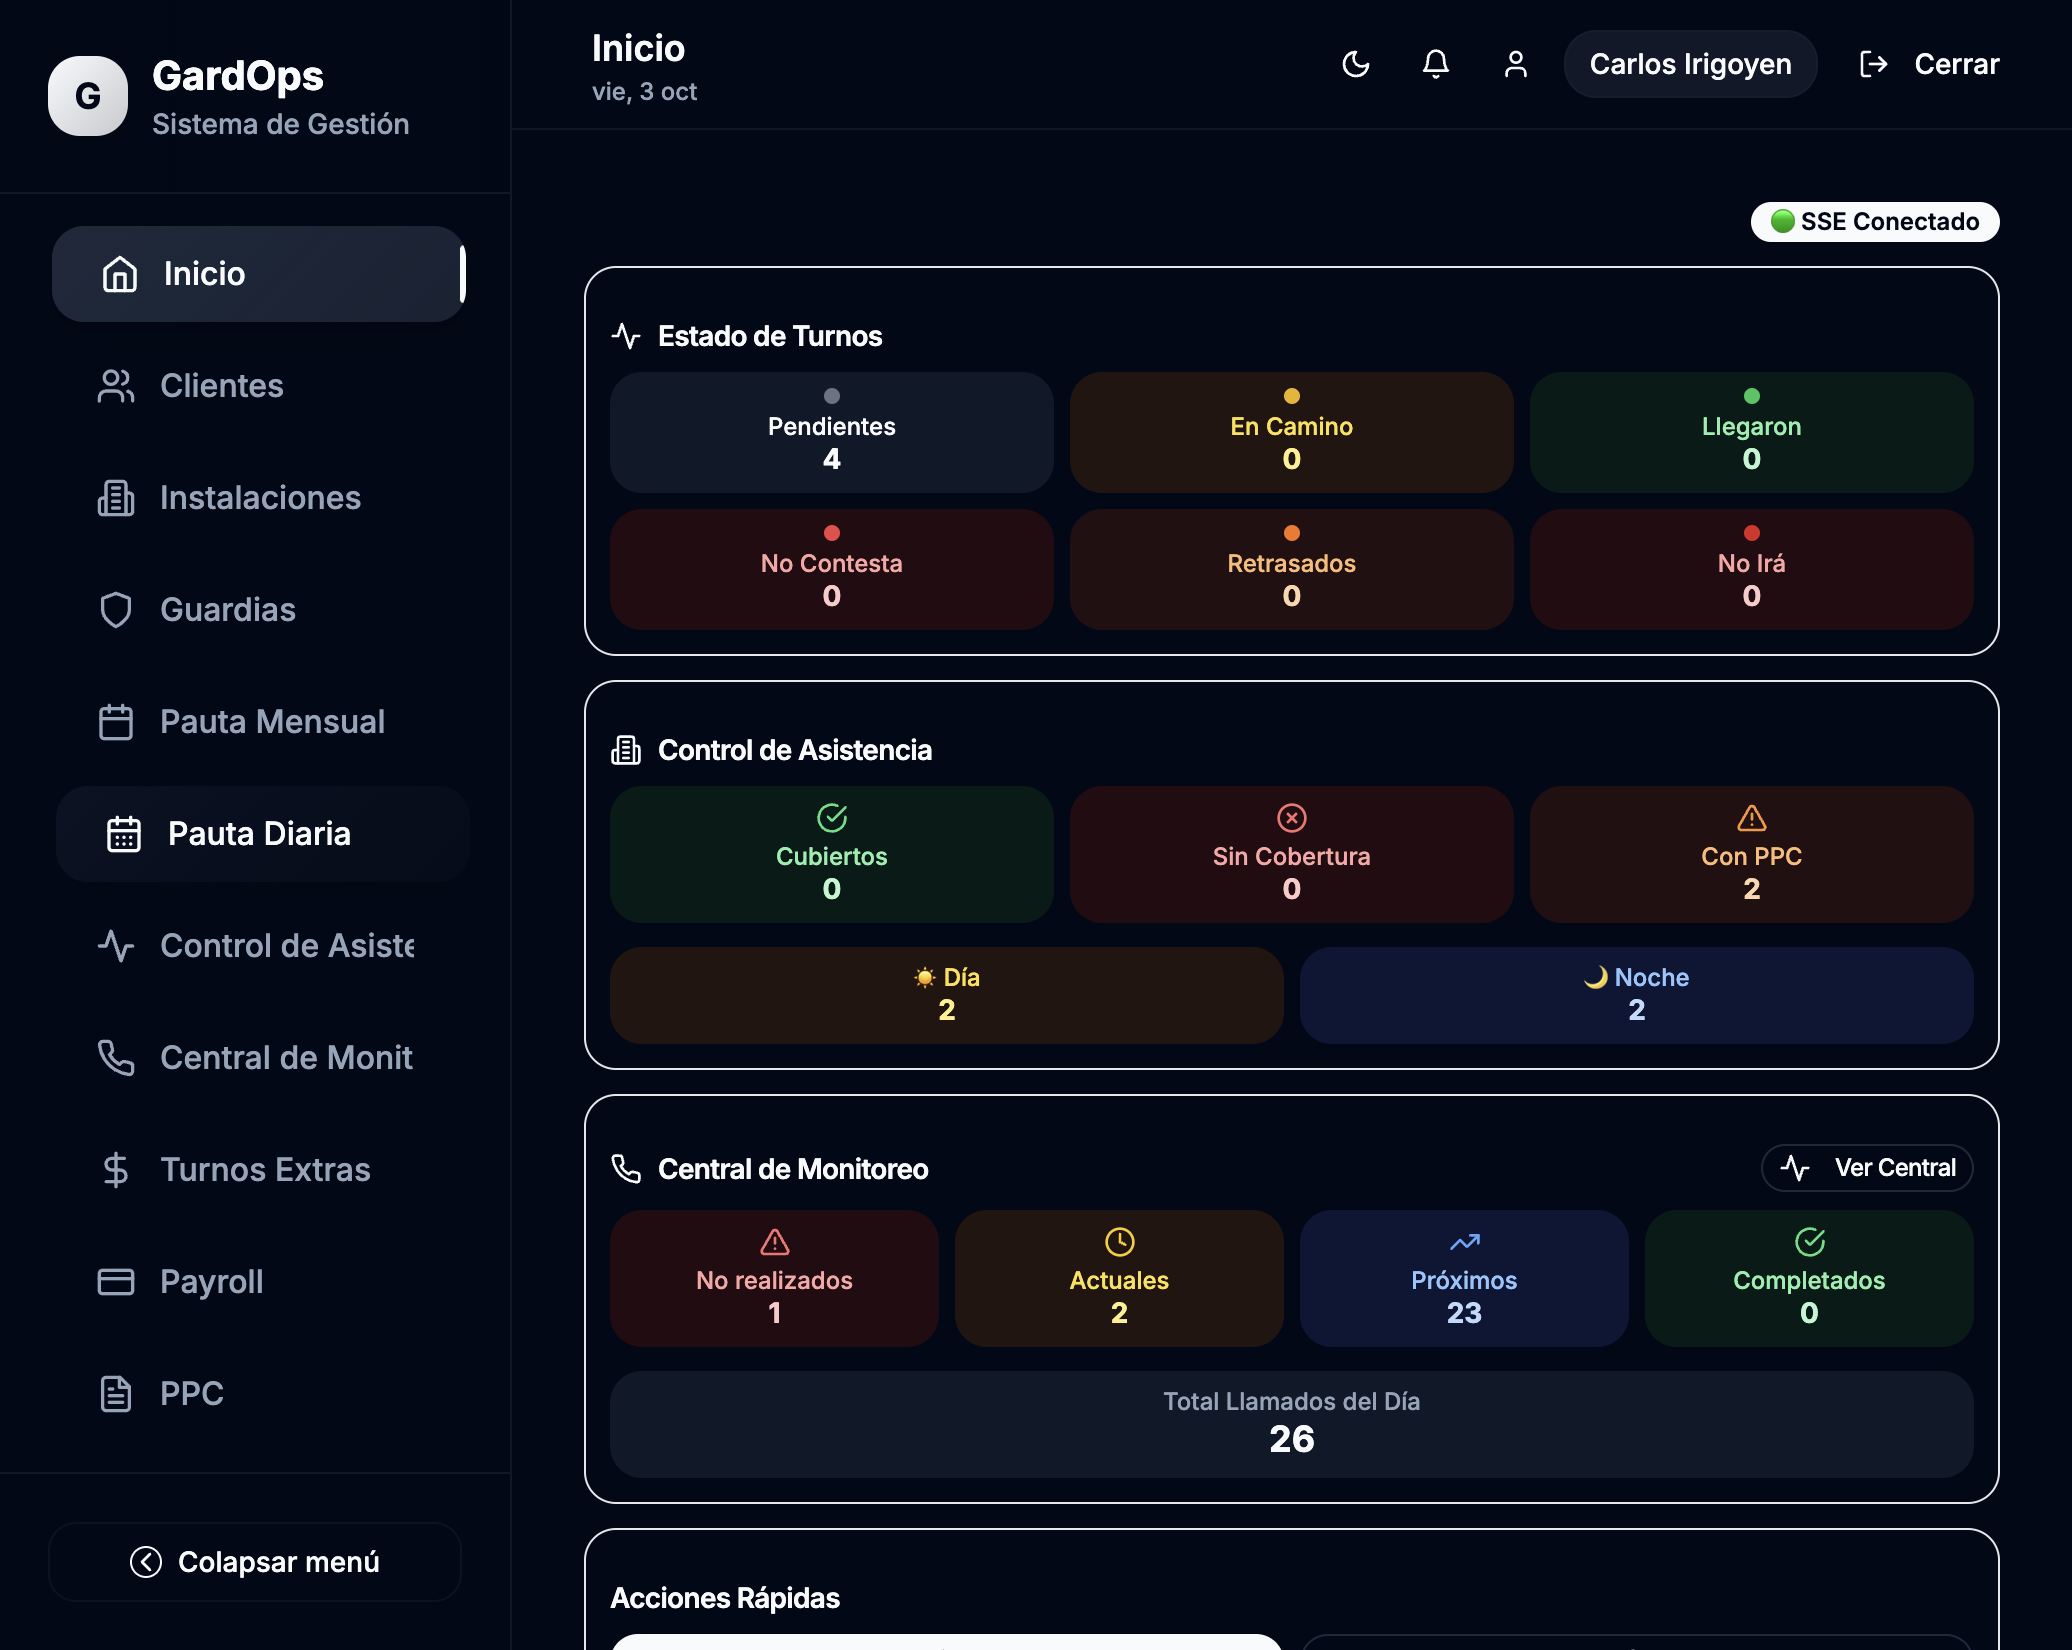 G
GardOps
Sistema de Gestión
Inicio
Clientes
Instalaciones
Guardias
Pauta Mensual
Pauta Diaria
Control de Asiste
Central de Monit
Turnos Extras
Payroll
PPC
Colapsar menú
Inicio
vie, 3 oct
Carlos Irigoyen
Cerrar
SSE Conectado
Estado de Turnos
Pendientes
4
En Camino
0
Llegaron
0
No Contesta
0
Retrasados
0
No Irá
0
Control de Asistencia
Cubiertos
0
Sin Cobertura
0
Con PPC
2
Día
2
Noche
2
Central de Monitoreo
Ver Central
No realizados
1
Actuales
2
Próximos
23
Completados
0
Total Llamados del Día
26
Acciones Rápidas